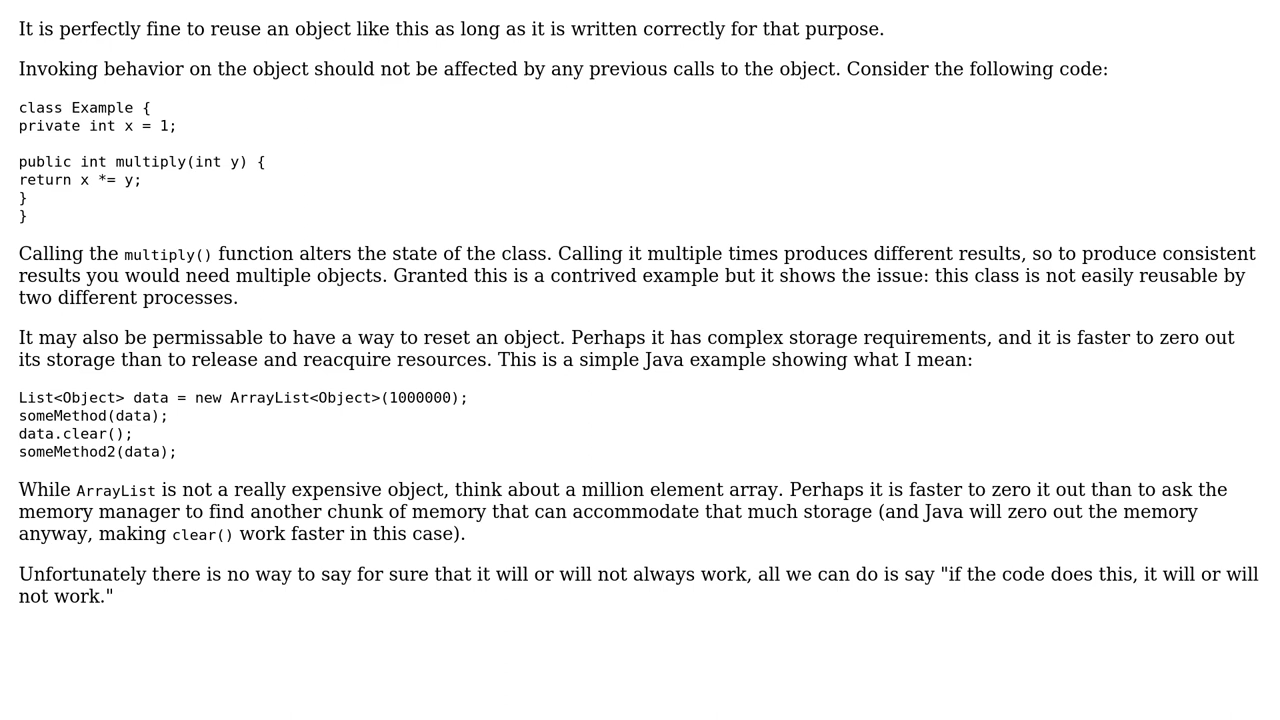 It is perfectly fine to reuse an object like this as long as it is written correctly for that purpose.
Invoking behavior on the object should not be affected by any previous calls to the object. Consider the following code:
class Example {
private int x = 1;
public int multiply(int y) {
return x *= y;
}
}
Calling the multiply() function alters the state of the class. Calling it multiple times produces different results, so to produce consistent
results you would need multiple objects. Granted this is a contrived example but it shows the issue: this class is not easily reusable by
two different processes.
It may also be permissable to have a way to reset an object. Perhaps it has complex storage requirements, and it is faster to zero out
its storage than to release and reacquire resources. This is a simple Java example showing what I mean:
List<Object> data = new ArrayList<Object>(1000000);
someMethod(data);
data.clear();
someMethod2(data);
While ArrayList is not a really expensive object, think about a million element array. Perhaps it is faster to zero it out than to ask the
memory manager to find another chunk of memory that can accommodate that much storage (and Java will zero out the memory
anyway, making clear() work faster in this case).
Unfortunately there is no way to say for sure that it will or will not always work, all we can do is say "if the code does this, it will or will
not work."